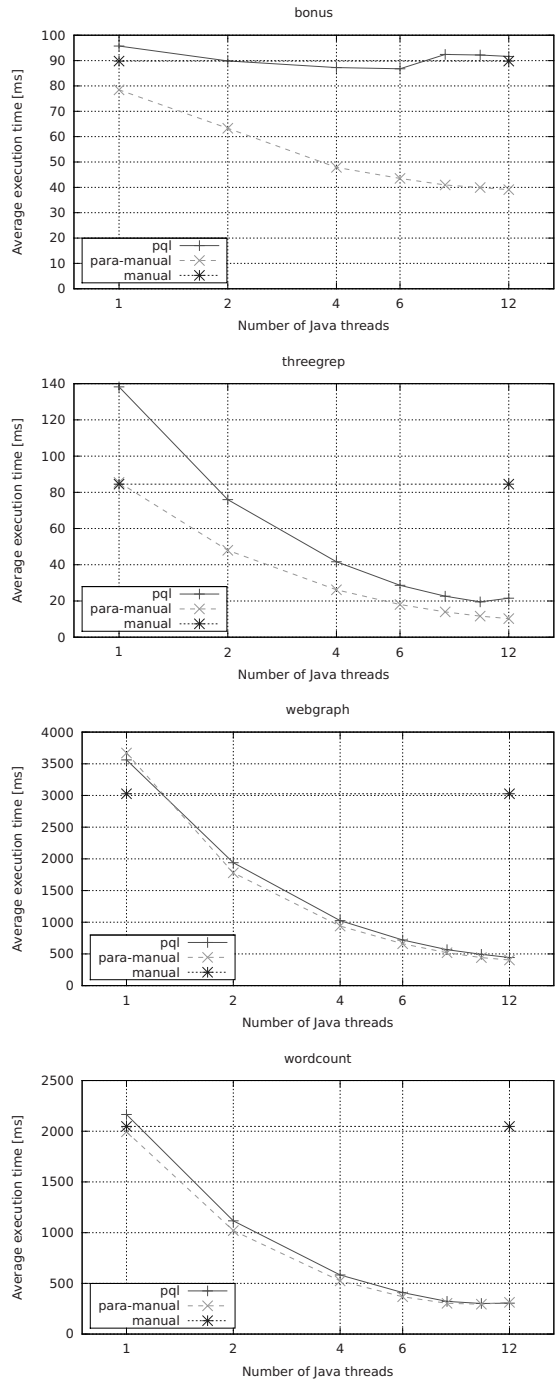 bonus
Average execution time [ms]
100
90
80
70
60
50
40
30
20
10
0
pql
para-manual
manual
1 2 4 6 12
Number of Java threads
threegrep
Average execution time [ms]
140
120
100
80
60
40
20
0
pql
para-manual
manual
1 2 4 6 12
Number of Java threads
webgraph
Average execution time [ms]
4000
3500
3000
2500
2000
1500
1000
500
0
pql
para-manual
manual
1 2 4 6 12
Number of Java threads
wordcount
Average execution time [ms]
2500
2000
1500
1000
500
0
pql
para-manual
manual
1 2 4 6 12
Number of Java threads